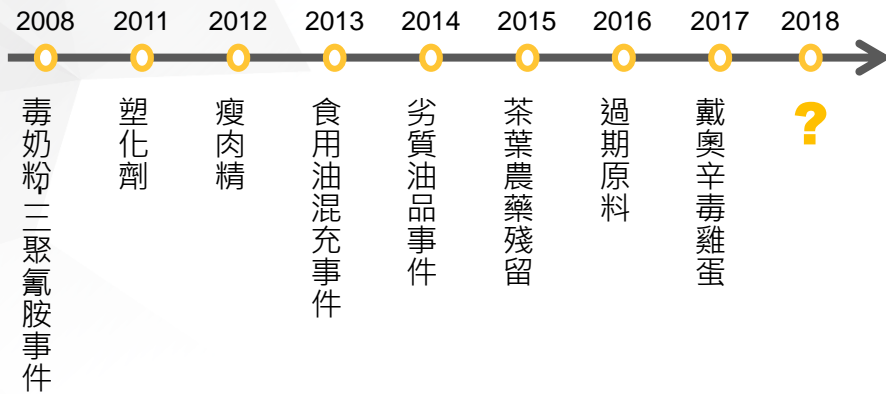 2008 2011 2012 2013 2014 2015 2016 2017 2018
毒奶粉-三聚氰胺事件
塑化劑
瘦肉精
食用油混充事件
劣質油品事件
茶葉農藥殘留
過期原料
戴奧辛毒雞蛋
?